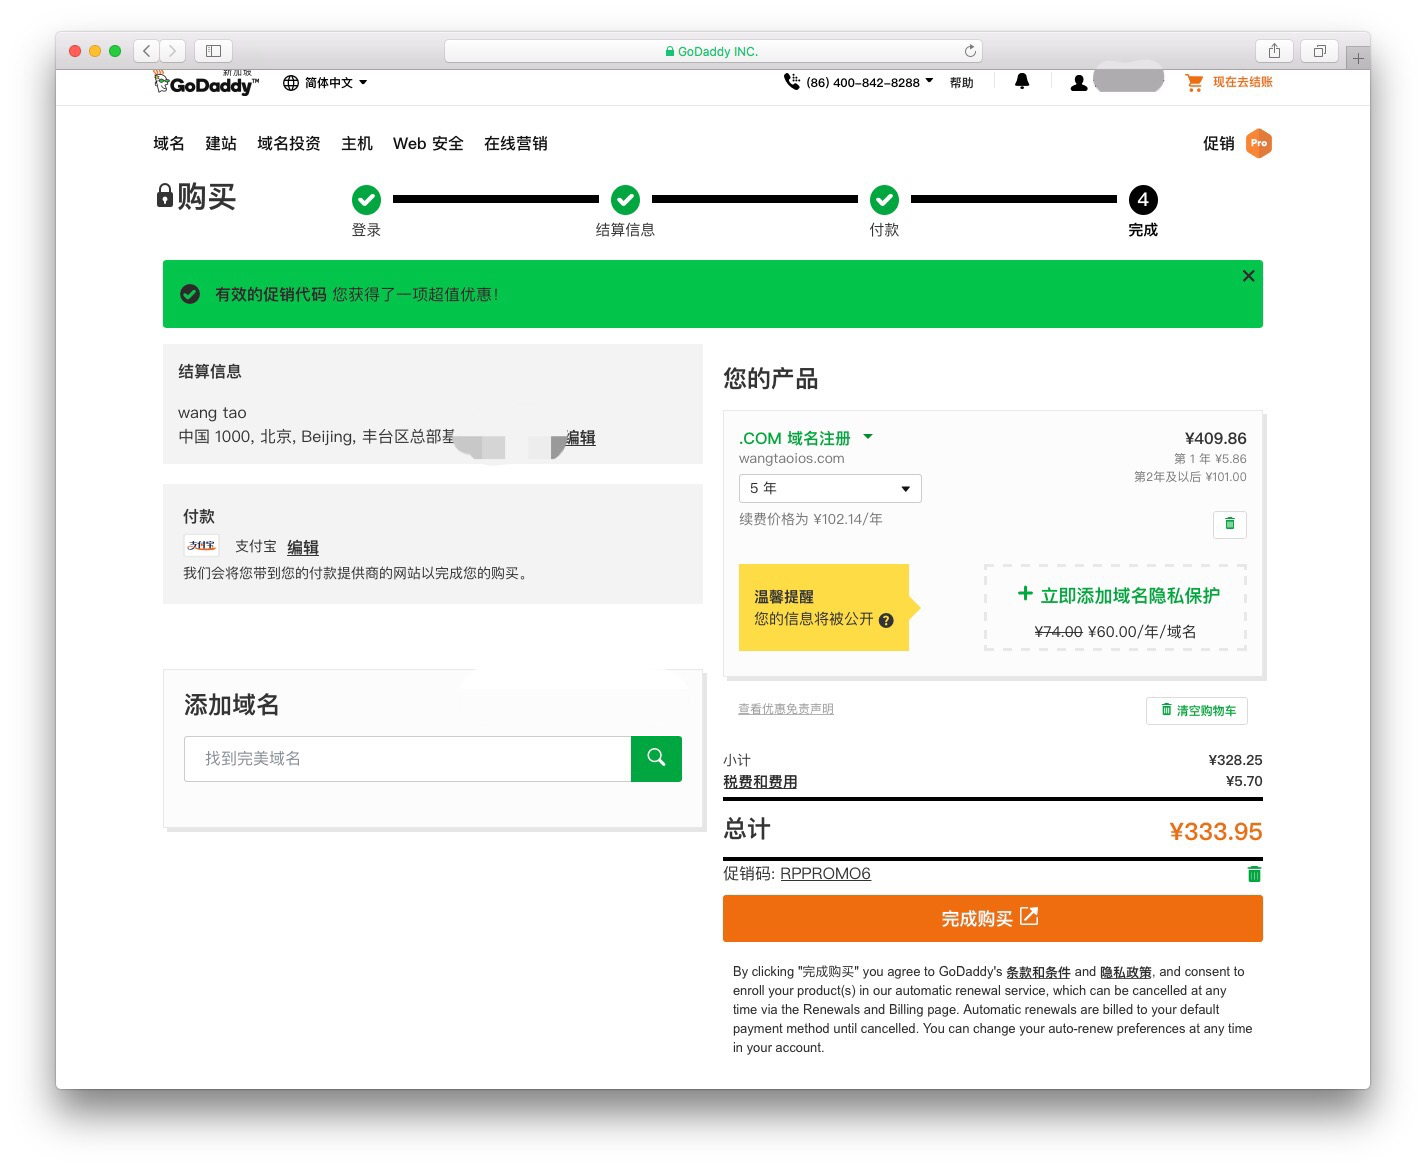 GoDaddy INC.
新加坡
GoDaddy™
简体中文
(86) 400-842-8288
帮助
现在去结账
域名 建站 域名投资 主机 Web 安全 在线营销
促销 Pro
购买
登录
结算信息
付款
4
完成
有效的促销代码 您获得了一项超值优惠!
结算信息
wang tao
中国 1000, 北京, Beijing, 丰台区总部基
编辑
付款
支付宝 支付宝 编辑
我们会将您带到您的付款提供商的网站以完成您的购买。
添加域名
找到完美域名
您的产品
.COM 域名注册
¥409.86
wangtaoios.com
第 1 年 ¥5.86
第2年及以后 ¥101.00
5 年
续费价格为 ¥102.14/年
温馨提醒
您的信息将被公开 ?
+ 立即添加域名隐私保护
¥74.00 ¥60.00/年/域名
查看优惠免责声明
清空购物车
小计 ¥328.25
税费和费用 ¥5.70
总计 ¥333.95
促销码: RPPROMO6
完成购买
By clicking "完成购买" you agree to GoDaddy's 条款和条件 and 隐私政策, and consent to
enroll your product(s) in our automatic renewal service, which can be cancelled at any
time via the Renewals and Billing page. Automatic renewals are billed to your default
payment method until cancelled. You can change your auto-renew preferences at any time
in your account.